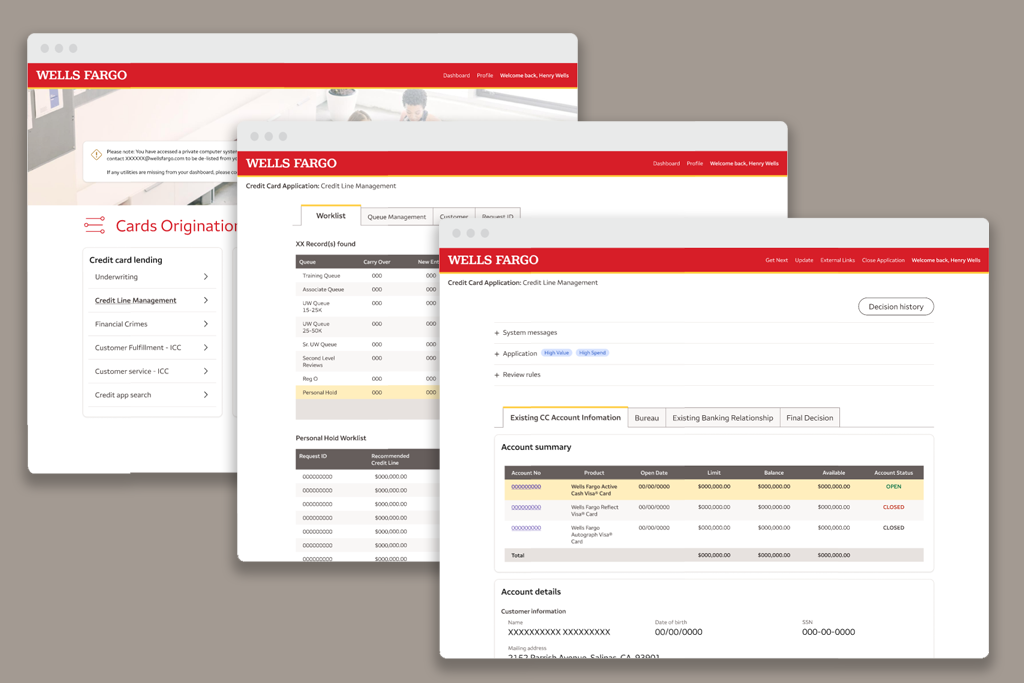 WELLS FARGO
Dashboard Profile Welcome back, Henry Wells
Please note: You have accessed a private computer system
contact XXXXXX@wellsfargo.com to be de-listed from
If any utilities are missing from your dashboard, please
Cards Origination
Credit card lending
Underwriting
Credit Line Management
Financial Crimes
Customer Fulfillment - ICC
Customer service - ICC
Credit app search
WELLS FARGO
Dashboard Profile Welcome back, Henry Wells
Credit Card Application: Credit Line Management
Worklist Queue Management Customer Request ID
XX Record(s) found
Queue Carry Over New Ent
Training Queue 000 000
Associate Queue 000 000
UW Queue 000 000
15-25K
UW Queue 000 000
25-50K
Sr. UW Queue 000 000
Second Level 000 000
Reviews
Reg O 000 000
Personal Hold 000 000
Personal Hold Worklist
Request ID Recommended
Credit Line
000000000 $000,000.00
000000000 $000,000.00
000000000 $000,000.00
000000000 $000,000.00
000000000 $000,000.00
000000000 $000,000.00
000000000 $000,000.00
WELLS FARGO
Get Next Update External Links Close Application Welcome back, Henry Wells
Credit Card Application: Credit Line Management
Decision history
+ System messages
+ Application High Value High Spend
+ Review rules
Existing CC Account Infomation Bureau Existing Banking Relationship Final Decision
Account summary
Account No Product Open Date Limit Balance Available Account Status
000000000 Wells Fargo Active 00/00/0000 $000,000.00 $000,000.00 $000,000.00 OPEN
Cash Visa® Card
000000000 Wells Fargo Reflect 00/00/0000 $000,000.00 $000,000.00 $000,000.00 CLOSED
Visa® Card
000000000 Wells Fargo 00/00/0000 $000,000.00 $000,000.00 $000,000.00 CLOSED
Autograph Visa®
Card
Total $000,000.00 $000,000.00 $000,000.00
Account details
Customer information
Name Date of birth SSN
XXXXXXXXXX XXXXXXXXX 00/00/0000 000-00-0000
Mailing address
2152 Parrish Avenue, Salinas, CA, 93901